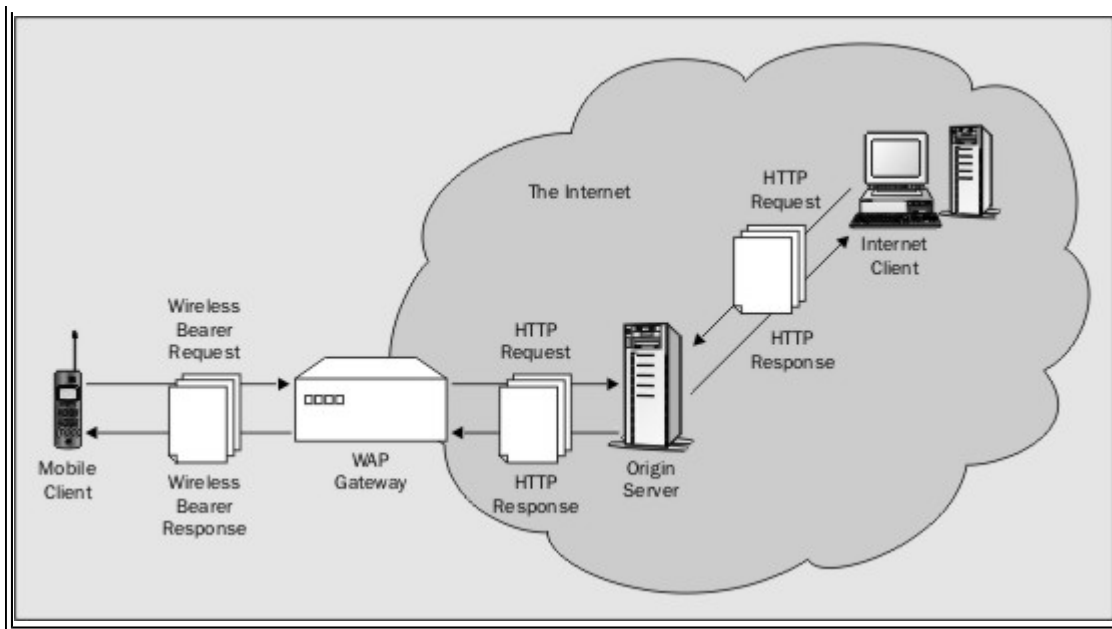 The Internet
HTTP
Request
Internet
Client
HTTP
Response
Wireless
Bearer
Request
HTTP
Request
Mobile
Client
Wireless
Bearer
Response
WAP
Gateway
HTTP
Response
Origin
Server